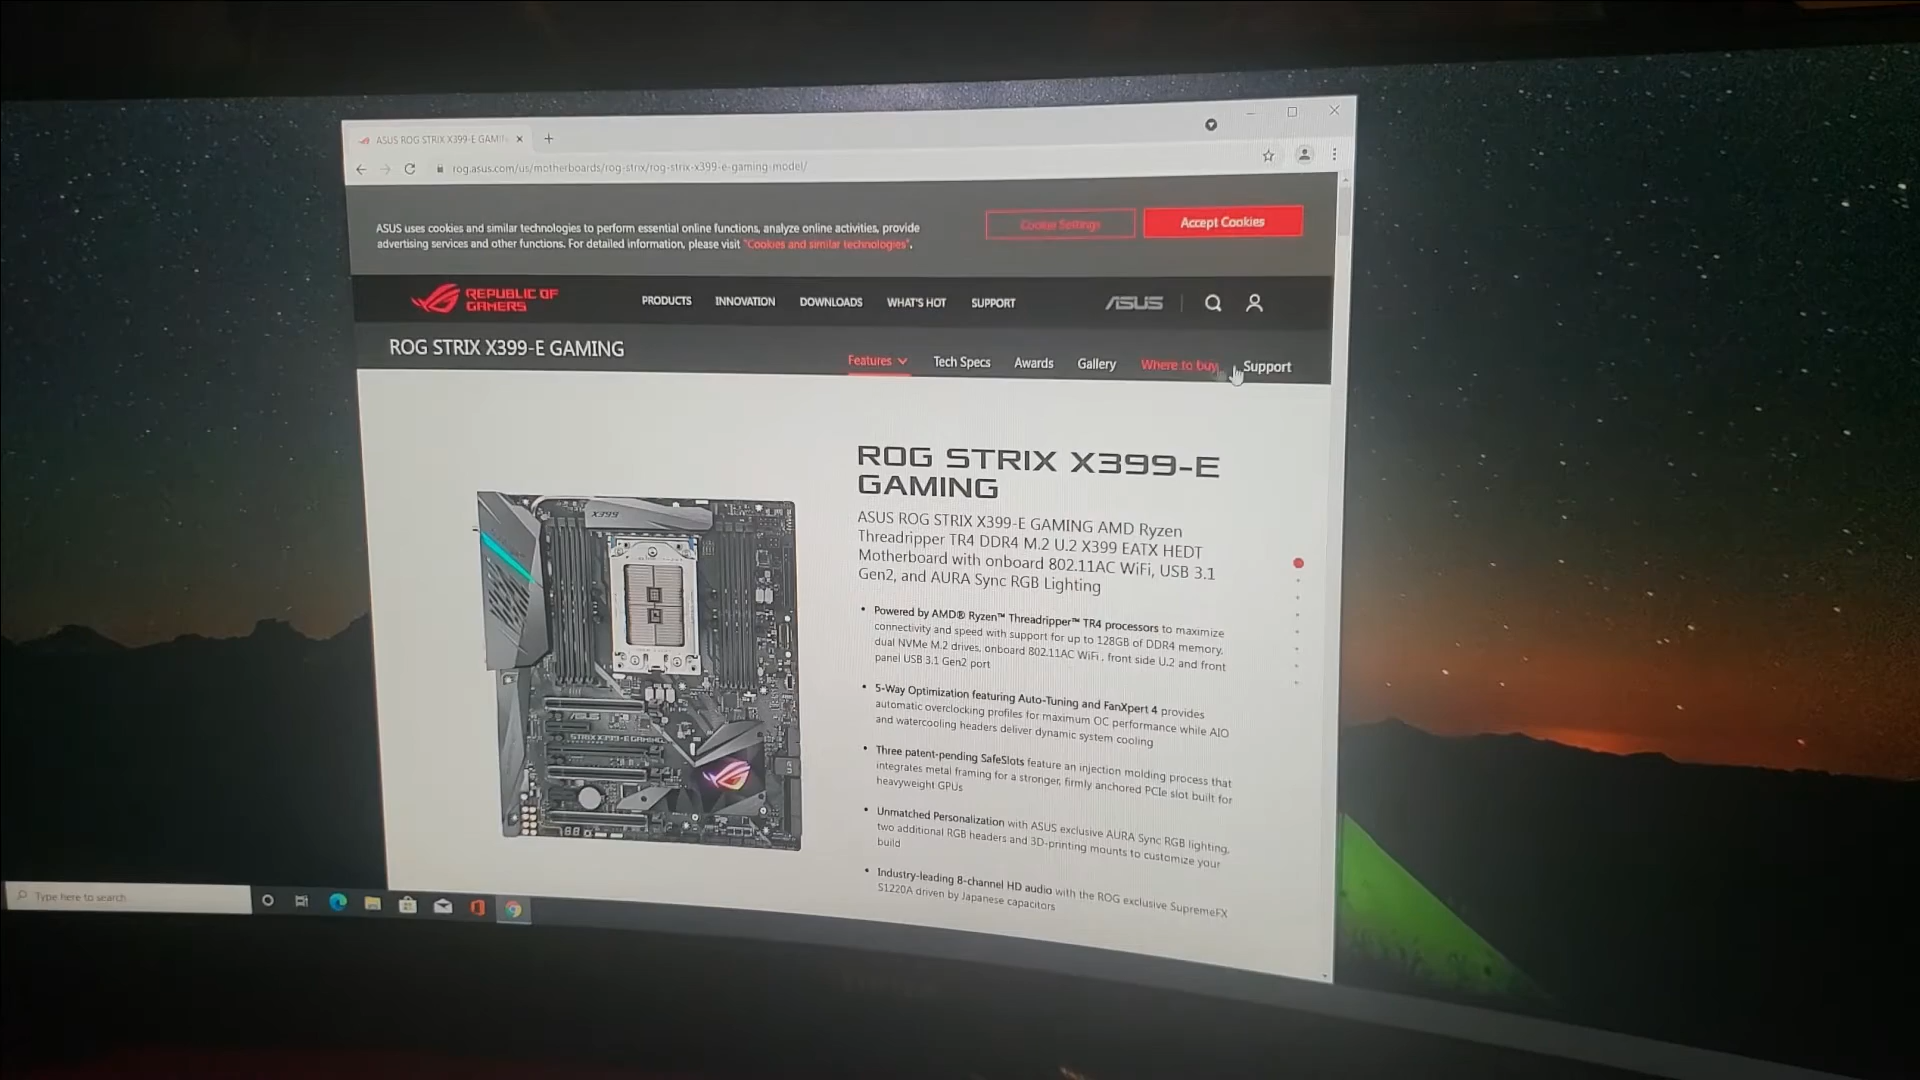 ASUS ROG STRIX X399-E GAMIN
rog.asus.com/us/motherboards/rog-strix/rog-strix-x399-e-gaming-model/
ASUS uses cookies and similar technologies to perform essential online functions, analyze online activities, provide
advertising services and other functions. For detailed information, please visit "Cookies and similar technologies".
Cookie Settings
Accept Cookies
REPUBLIC OF
GAMERS
PRODUCTS INNOVATION DOWNLOADS WHAT'S HOT SUPPORT
ASUS
ROG STRIX X399-E GAMING
Features Tech Specs Awards Gallery Where to buy Support
ROG STRIX X399-E
GAMING
ASUS ROG STRIX X399-E GAMING AMD Ryzen
Threadripper TR4 DDR4 M.2 U.2 X399 EATX HEDT
Motherboard with onboard 802.11AC WiFi, USB 3.1
Gen2, and AURA Sync RGB Lighting
• Powered by AMD® Ryzen™ Threadripper™ TR4 processors to maximize
connectivity and speed with support for up to 128GB of DDR4 memory,
dual NVMe M.2 drives, onboard 802.11AC WiFi , front side U.2 and front
panel USB 3.1 Gen2 port
• 5-Way Optimization featuring Auto-Tuning and FanXpert 4 provides
automatic overclocking profiles for maximum OC performance while AIO
and watercooling headers deliver dynamic system cooling
• Three patent-pending SafeSlots feature an injection molding process that
integrates metal framing for a stronger, firmly anchored PCIe slot built for
heavyweight GPUs
• Unmatched Personalization with ASUS exclusive AURA Sync RGB lighting,
two additional RGB headers and 3D-printing mounts to customize your
build
• Industry-leading 8-channel HD audio with the ROG exclusive SupremeFX
S1220A driven by Japanese capacitors
X399
ASUS
STRIX X399-E GAMING
Type here to search